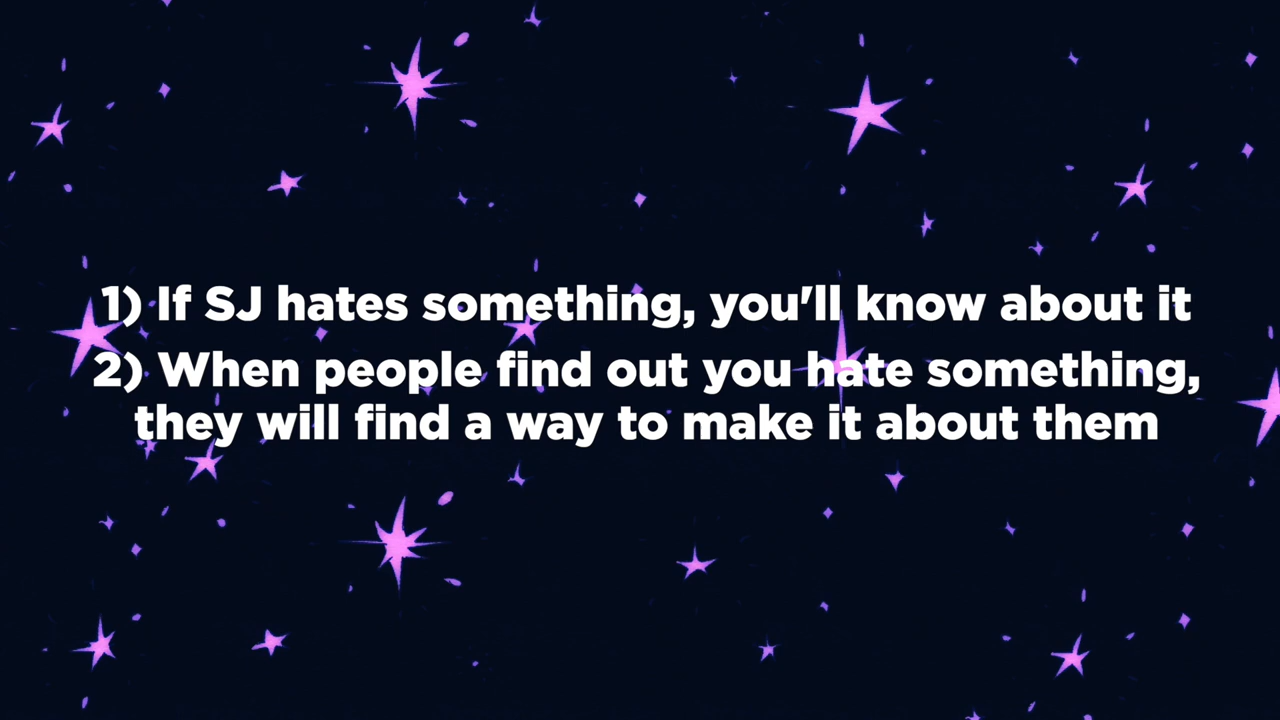 1) If SJ hates something, you'll know about it
2) When people find out you hate something,
they will find a way to make it about them